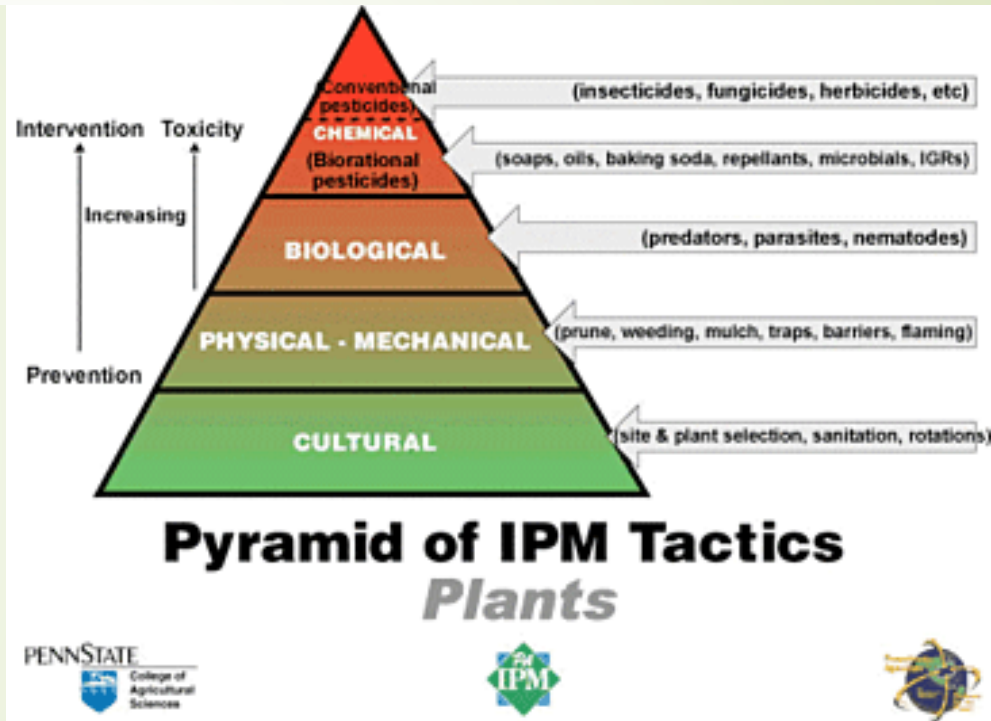 (Conventional
pesticides)
(insecticides, fungicides, herbicides, etc)
Intervention Toxicity
CHEMICAL
(Biorational
pesticides)
(soaps, oils, baking soda, repellants, microbials, IGRs)
Increasing
BIOLOGICAL
(predators, parasites, nematodes)
PHYSICAL - MECHANICAL
(prune, weeding, mulch, traps, barriers, flaming)
Prevention
CULTURAL
(site & plant selection, sanitation, rotations)
Pyramid of IPM Tactics
Plants
PENNSTATE
College of
Agricultural
Sciences
PA
IPM